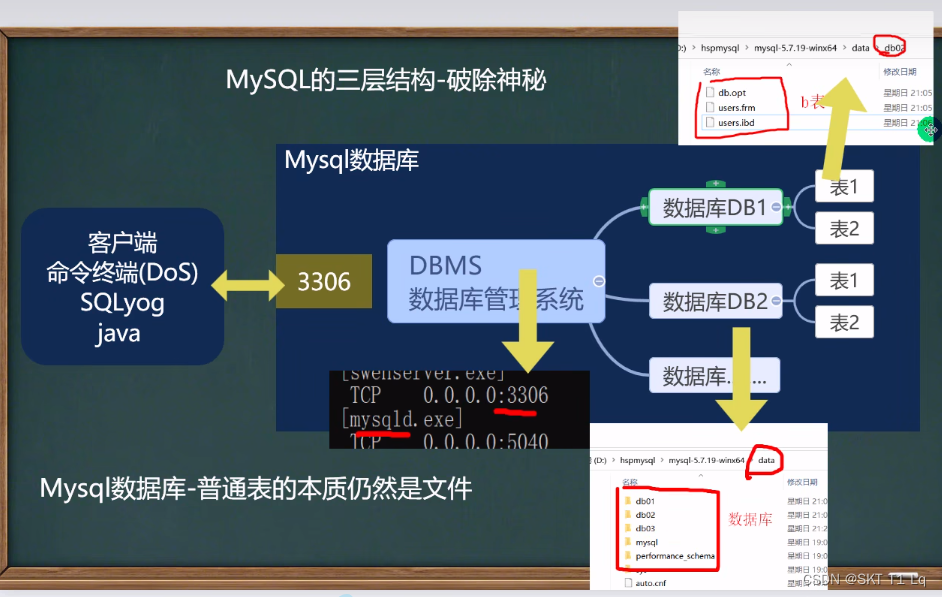 MySQL的三层结构-破除神秘
hspmysql > mysql-5.7.19-winx64 > data > db02
名称
修改日期
db.opt
星期日 21:05
users.frm
星期日 21:05
users.ibd
星期日
b表
Mysql数据库
客户端
命令终端(DoS)
SQLyog
java
3306
DBMS
数据库管理系统
数据库DB1
表1
表2
数据库DB2
表1
表2
数据库... ...
[swenserver.exe]
TCP 0.0.0.0:3306
[mysqld.exe]
TCP 0.0.0.0:5040
Mysql数据库-普通表的本质仍然是文件
(D:) > hspmysql > mysql-5.7.19-winx64 > data
名称
修改日期
db01
星期日 21:0
db02
星期日 21:0
db03
星期日 21:2
mysql
星期日 19:0
performance_schema
星期日 19:0
星期日 19:0
auto.cnf
星期日
数据库
CSDN @SKT T1 Lq